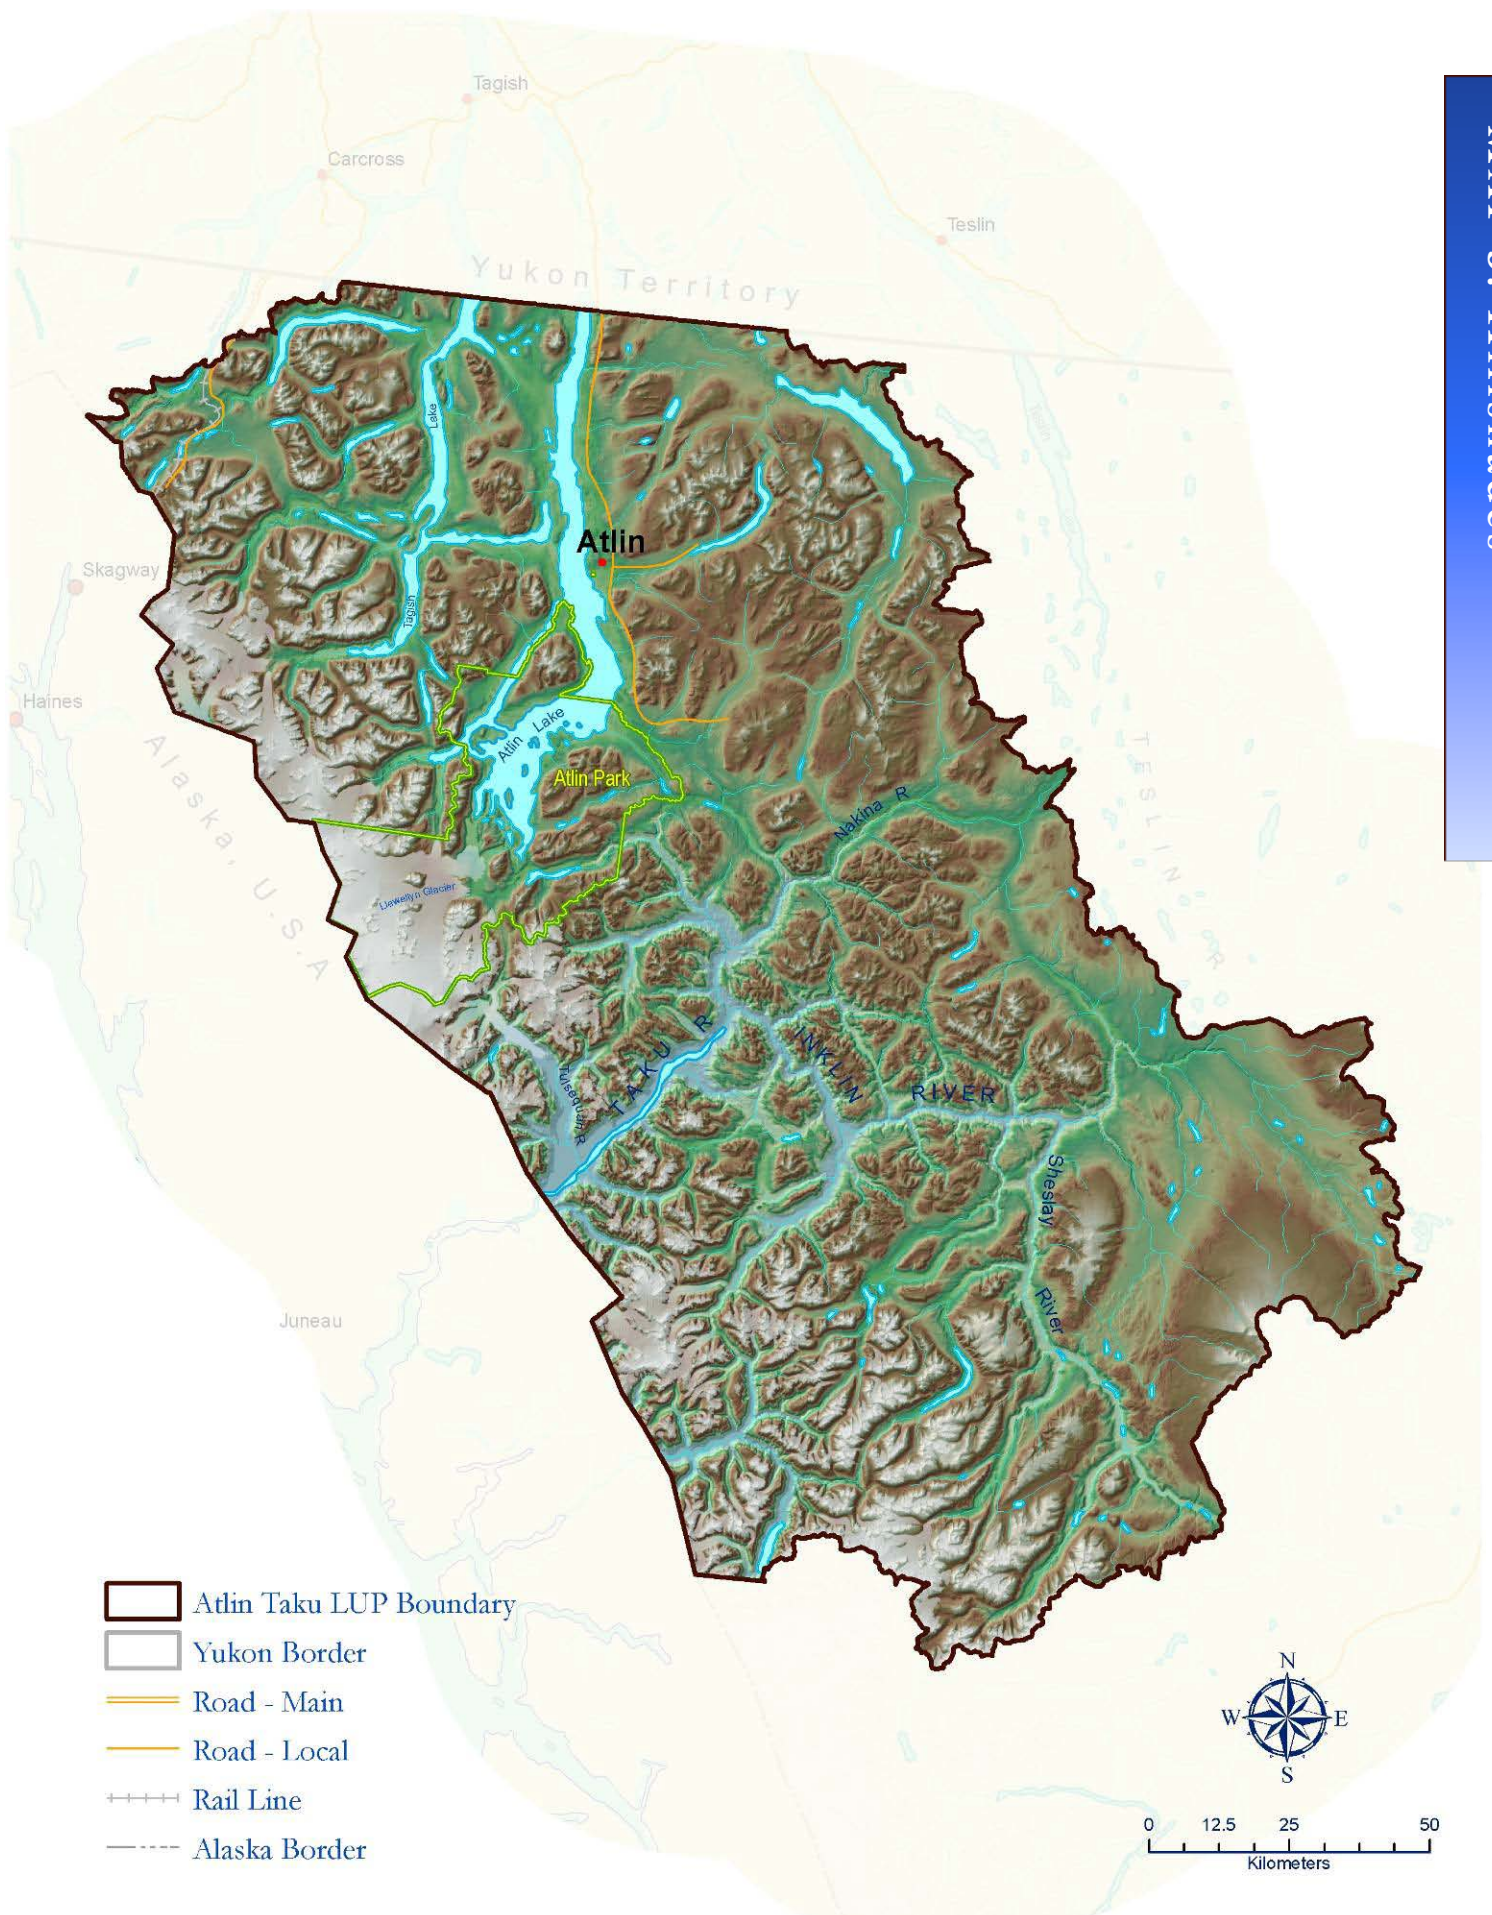 Tagish
Carcross
Teslin
Yukon Territory
Lake
Atlin
Skagway
Tagish
Haines
Atlin Lake
Atlin Park
Alaska, U.S.A
TESLIN R
Nakina R
Llewellyn Glacier
TAKU R
INKLIN RIVER
Tulsequah R
Sheslay River
Juneau
Atlin Taku LUP Boundary
Yukon Border
Road - Main
Road - Local
Rail Line
Alaska Border
N
W E
S
0 12.5 25 50
Kilometers